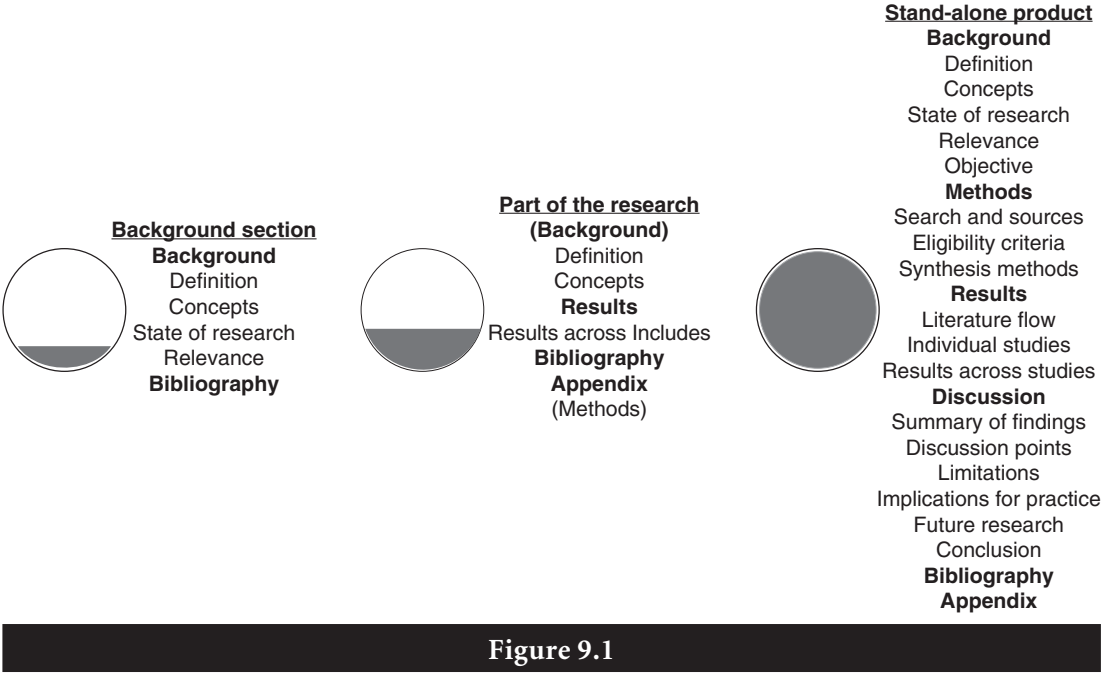 Background section
Background
Definition
Concepts
State of research
Relevance
Bibliography
Part of the research
(Background)
Definition
Concepts
Results
Results across Includes
Bibliography
Appendix
(Methods)
Stand-alone product
Background
Definition
Concepts
State of research
Relevance
Objective
Methods
Search and sources
Eligibility criteria
Synthesis methods
Results
Literature flow
Individual studies
Results across studies
Discussion
Summary of findings
Discussion points
Limitations
Implications for practice
Future research
Conclusion
Bibliography
Appendix
Figure 9.1